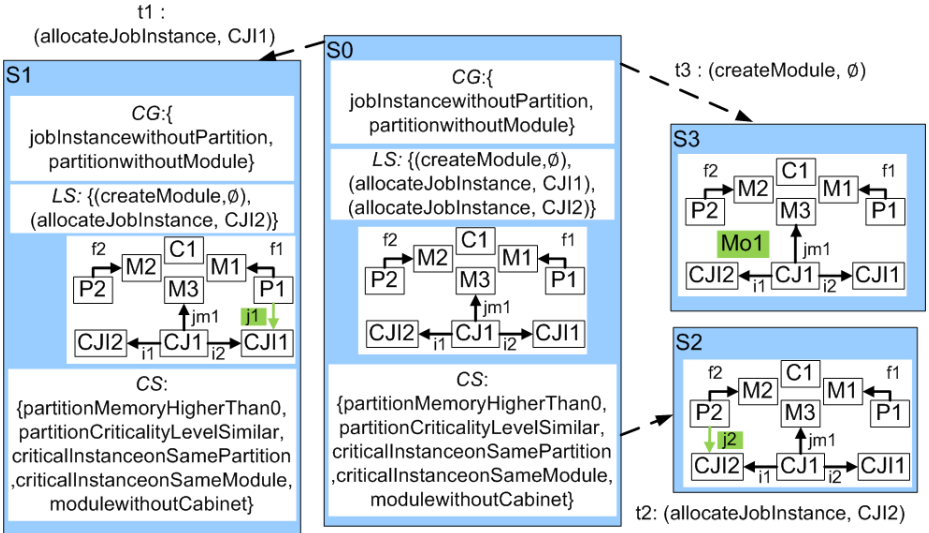 t1 :
(allocateJobInstance, CJI1)
S1
CG:{
jobInstancewithoutPartition,
partitionwithoutModule}
LS: {(createModule,∅),
(allocateJobInstance, CJI2)}
C1
f2
f1
M2
M1
P2
M3
P1
jm1
j1
CJI2
CJ1
CJI1
i1
i2
CS:
{partitionMemoryHigherThan0,
partitionCriticalityLevelSimilar,
criticalInstanceonSamePartition
,criticalInstanceonSameModule,
modulewithoutCabinet}
S0
CG:{
jobInstancewithoutPartition,
partitionwithoutModule}
LS: {(createModule,∅),
(allocateJobInstance, CJI1),
(allocateJobInstance, CJI2)}
C1
f2
f1
M2
M1
P2
M3
P1
jm1
CJI2
CJ1
CJI1
i1
i2
CS:
{partitionMemoryHigherThan0,
partitionCriticalityLevelSimilar,
criticalInstanceonSamePartition
,criticalInstanceonSameModule,
modulewithoutCabinet}
t3 : (createModule, ∅)
S3
C1
f2
f1
M2
M1
P2
M3
P1
Mo1
jm1
CJI2
CJ1
CJI1
i1
i2
S2
C1
f2
f1
M2
M1
P2
M3
P1
j2
jm1
CJI2
CJ1
CJI1
i1
i2
t2: (allocateJobInstance, CJI2)